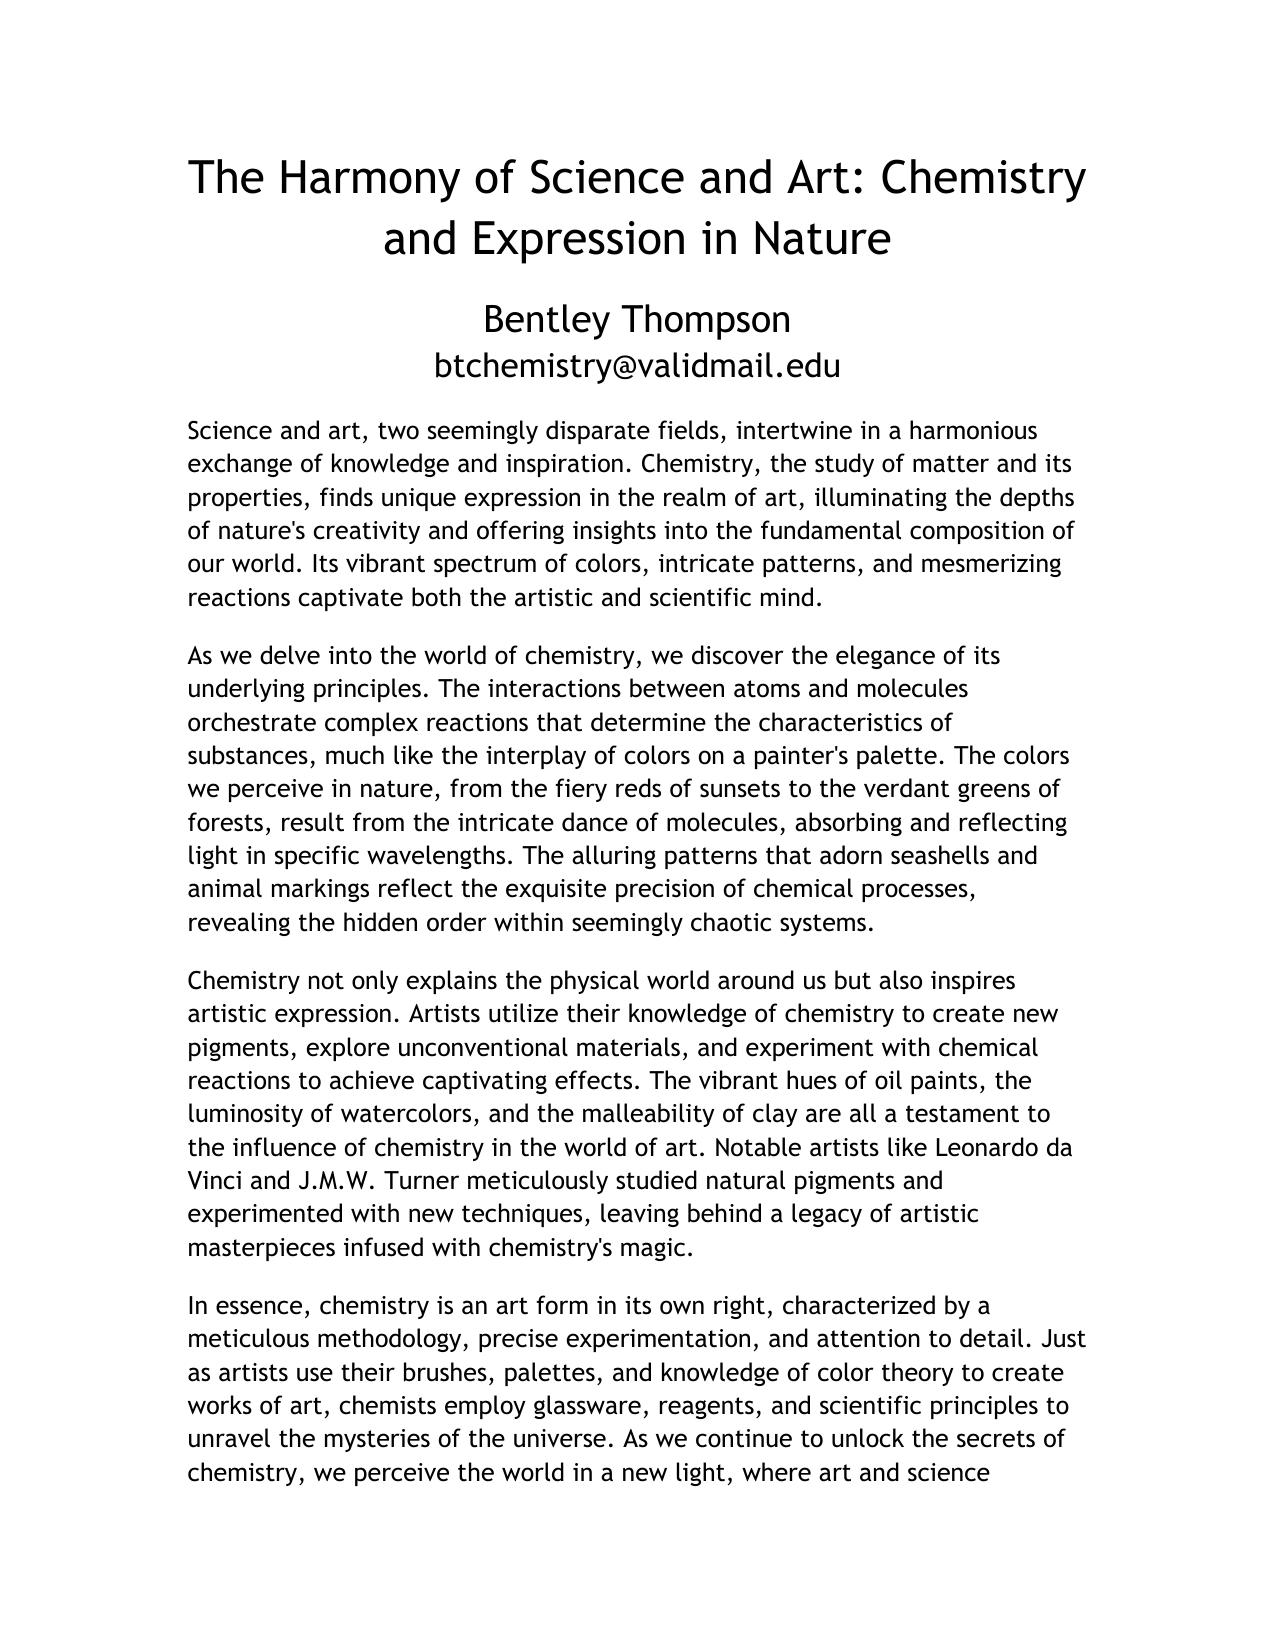 The Harmony of Science and Art: Chemistry
and Expression in Nature
Bentley Thompson
btchemistry@validmail.edu
Science and art, two seemingly disparate fields, intertwine in a harmonious
exchange of knowledge and inspiration. Chemistry, the study of matter and its
properties, finds unique expression in the realm of art, illuminating the depths
of nature's creativity and offering insights into the fundamental composition of
our world. Its vibrant spectrum of colors, intricate patterns, and mesmerizing
reactions captivate both the artistic and scientific mind.
As we delve into the world of chemistry, we discover the elegance of its
underlying principles. The interactions between atoms and molecules
orchestrate complex reactions that determine the characteristics of
substances, much like the interplay of colors on a painter's palette. The colors
we perceive in nature, from the fiery reds of sunsets to the verdant greens of
forests, result from the intricate dance of molecules, absorbing and reflecting
light in specific wavelengths. The alluring patterns that adorn seashells and
animal markings reflect the exquisite precision of chemical processes,
revealing the hidden order within seemingly chaotic systems.
Chemistry not only explains the physical world around us but also inspires
artistic expression. Artists utilize their knowledge of chemistry to create new
pigments, explore unconventional materials, and experiment with chemical
reactions to achieve captivating effects. The vibrant hues of oil paints, the
luminosity of watercolors, and the malleability of clay are all a testament to
the influence of chemistry in the world of art. Notable artists like Leonardo da
Vinci and J.M.W. Turner meticulously studied natural pigments and
experimented with new techniques, leaving behind a legacy of artistic
masterpieces infused with chemistry's magic.
In essence, chemistry is an art form in its own right, characterized by a
meticulous methodology, precise experimentation, and attention to detail. Just
as artists use their brushes, palettes, and knowledge of color theory to create
works of art, chemists employ glassware, reagents, and scientific principles to
unravel the mysteries of the universe. As we continue to unlock the secrets of
chemistry, we perceive the world in a new light, where art and science